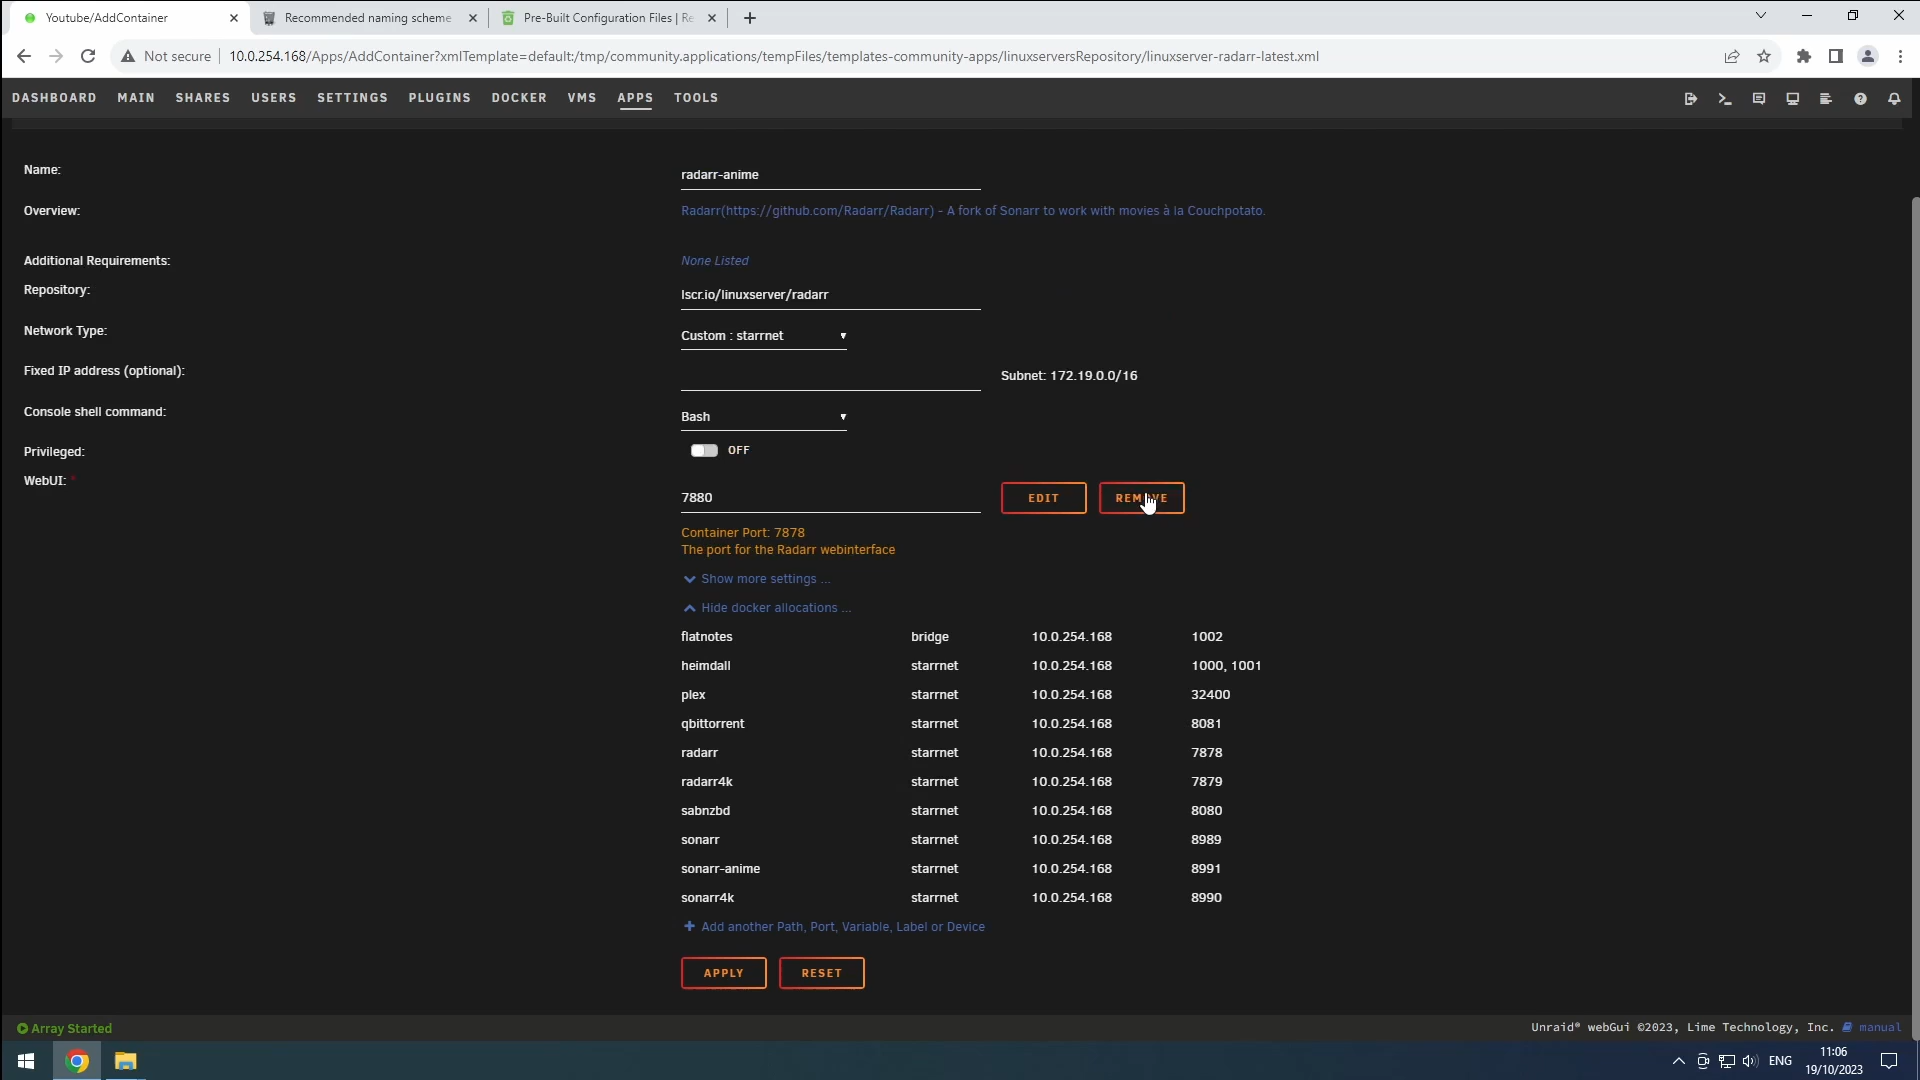 Youtube/AddContainer
Recommended naming scheme
Pre-Built Configuration Files | Re
Not secure
10.0.254.168/Apps/AddContainer?xmlTemplate=default:/tmp/community.applications/tempFiles/templates-community-apps/linuxserversRepository/linuxserver-radarr-latest.xml
DASHBOARD MAIN SHARES USERS SETTINGS PLUGINS DOCKER VMS APPS TOOLS
Name:
radarr-anime
Overview:
Radarr(https://github.com/Radarr/Radarr) - A fork of Sonarr to work with movies à la Couchpotato.
Additional Requirements:
None Listed
Repository:
lscr.io/linuxserver/radarr
Network Type:
Custom : starrnet
Fixed IP address (optional):
Subnet: 172.19.0.0/16
Console shell command:
Bash
Privileged:
OFF
WebUI: *
7880
EDIT
REMOVE
Container Port: 7878
The port for the Radarr webinterface
Show more settings ...
Hide docker allocations ...
flatnotes bridge 10.0.254.168 1002
heimdall starrnet 10.0.254.168 1000, 1001
plex starrnet 10.0.254.168 32400
qbittorrent starrnet 10.0.254.168 8081
radarr starrnet 10.0.254.168 7878
radarr4k starrnet 10.0.254.168 7879
sabnzbd starrnet 10.0.254.168 8080
sonarr starrnet 10.0.254.168 8989
sonarr-anime starrnet 10.0.254.168 8991
sonarr4k starrnet 10.0.254.168 8990
Add another Path, Port, Variable, Label or Device
APPLY
RESET
Array Started
Unraid® webGui ©2023, Lime Technology, Inc. manual
ENG
11:06
19/10/2023